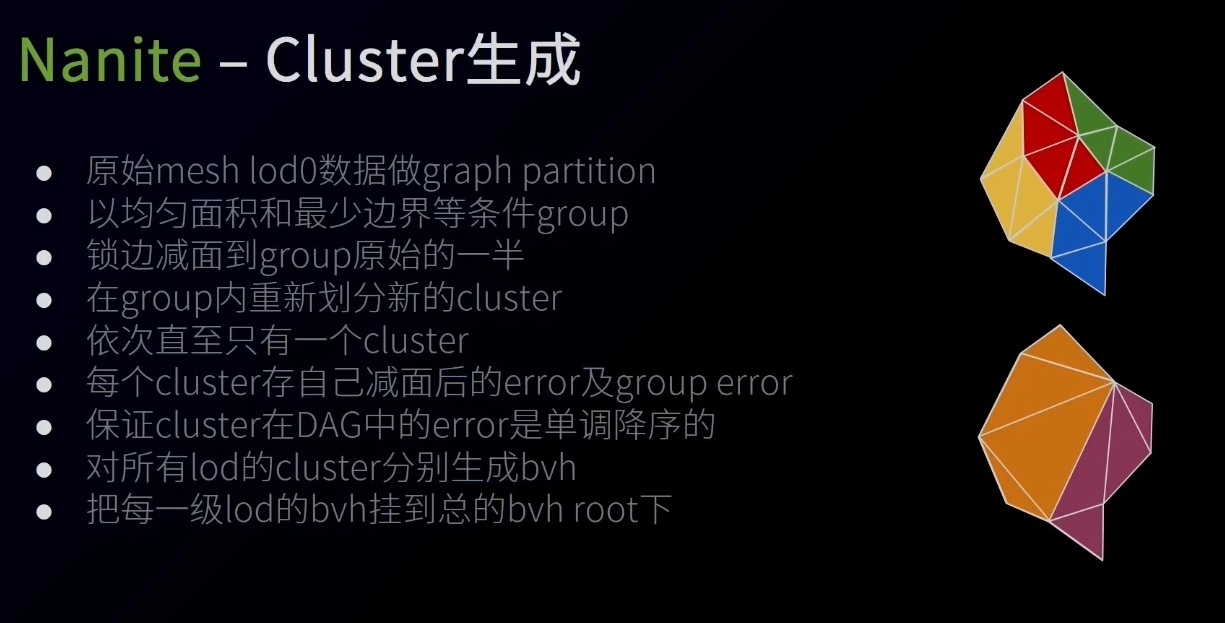 Nanite – Cluster生成
● 原始mesh lod0数据做graph partition
● 以均匀面积和最少边界等条件group
● 锁边减面到group原始的一半
● 在group内重新划分新的cluster
● 依次直至只有一个cluster
● 每个cluster存自己减面后的error及group error
● 保证cluster在DAG中的error是单调降序的
● 对所有lod的cluster分别生成bvh
● 把每一级lod的bvh挂到总的bvh root下